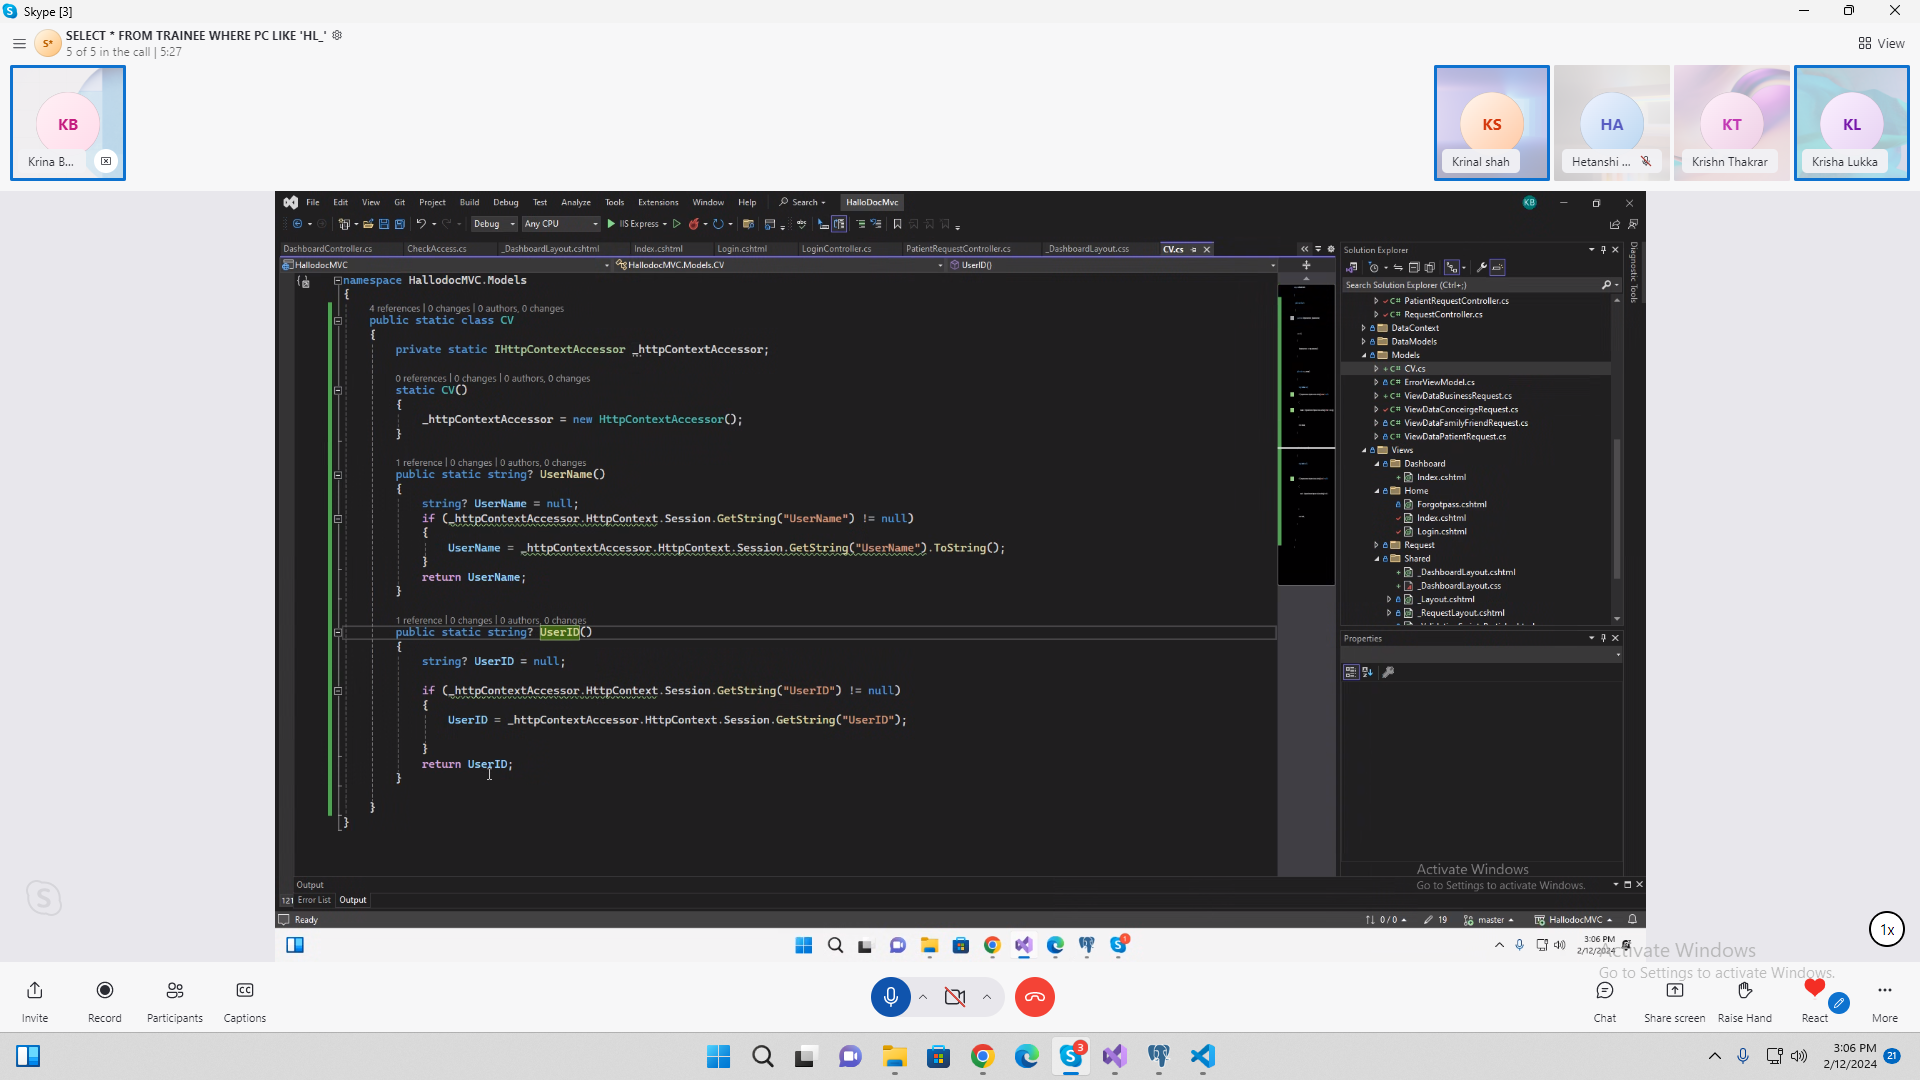 Skype [3]
SELECT * FROM TRAINEE WHERE PC LIKE 'HL_'
5 of 5 in the call | 5:27
View
KB
Krina B...
KS
Krinal shah
HA
Hetanshi ...
KT
Krishn Thakrar
KL
Krisha Lukka
File Edit View Git Project Build Debug Test Analyze Tools Extensions Window Help Search HalloDocMvc KB
Debug Any CPU IIS Express
DashboardController.cs CheckAccess.cs _DashboardLayout.cshtml Index.cshtml Login.cshtml LoginController.cs PatientRequestController.cs _DashboardLayout.css CV.cs
HallodocMVC HallodocMVC.Models.CV UserID()
namespace HallodocMVC.Models
{
4 references | 0 changes | 0 authors, 0 changes
public static class CV
{
private static IHttpContextAccessor _httpContextAccessor;
0 references | 0 changes | 0 authors, 0 changes
static CV()
{
_httpContextAccessor = new HttpContextAccessor();
}
1 reference | 0 changes | 0 authors, 0 changes
public static string? UserName()
{
string? UserName = null;
if (_httpContextAccessor.HttpContext.Session.GetString("UserName") != null)
{
UserName = _httpContextAccessor.HttpContext.Session.GetString("UserName").ToString();
}
return UserName;
}
1 reference | 0 changes | 0 authors, 0 changes
public static string? UserID()
{
string? UserID = null;
if (_httpContextAccessor.HttpContext.Session.GetString("UserID") != null)
{
UserID = _httpContextAccessor.HttpContext.Session.GetString("UserID");
}
return UserID;
}
}
}
Solution Explorer
Search Solution Explorer (Ctrl+;)
C# PatientRequestController.cs
C# RequestController.cs
DataContext
DataModels
Models
C# CV.cs
C# ErrorViewModel.cs
C# ViewDataBusinessRequest.cs
C# ViewDataConceirgeRequest.cs
C# ViewDataFamilyFriendRequest.cs
C# ViewDataPatientRequest.cs
Views
Dashboard
Index.cshtml
Home
Forgotpass.cshtml
Index.cshtml
Login.cshtml
Request
Shared
_DashboardLayout.cshtml
_DashboardLayout.css
_Layout.cshtml
_RequestLayout.cshtml
Diagnostic Tools
Properties
Activate Windows
Go to Settings to activate Windows.
Output
121 Error List Output
Ready
0 / 0 19 master HallodocMVC
1
3:06 PM
2/12/2024
Activate Windows
Go to Settings to activate Windows.
1x
Invite
Record
CC
Participants
Captions
Chat
Share screen
Raise Hand
React
More
3
3:06 PM
2/12/2024
21